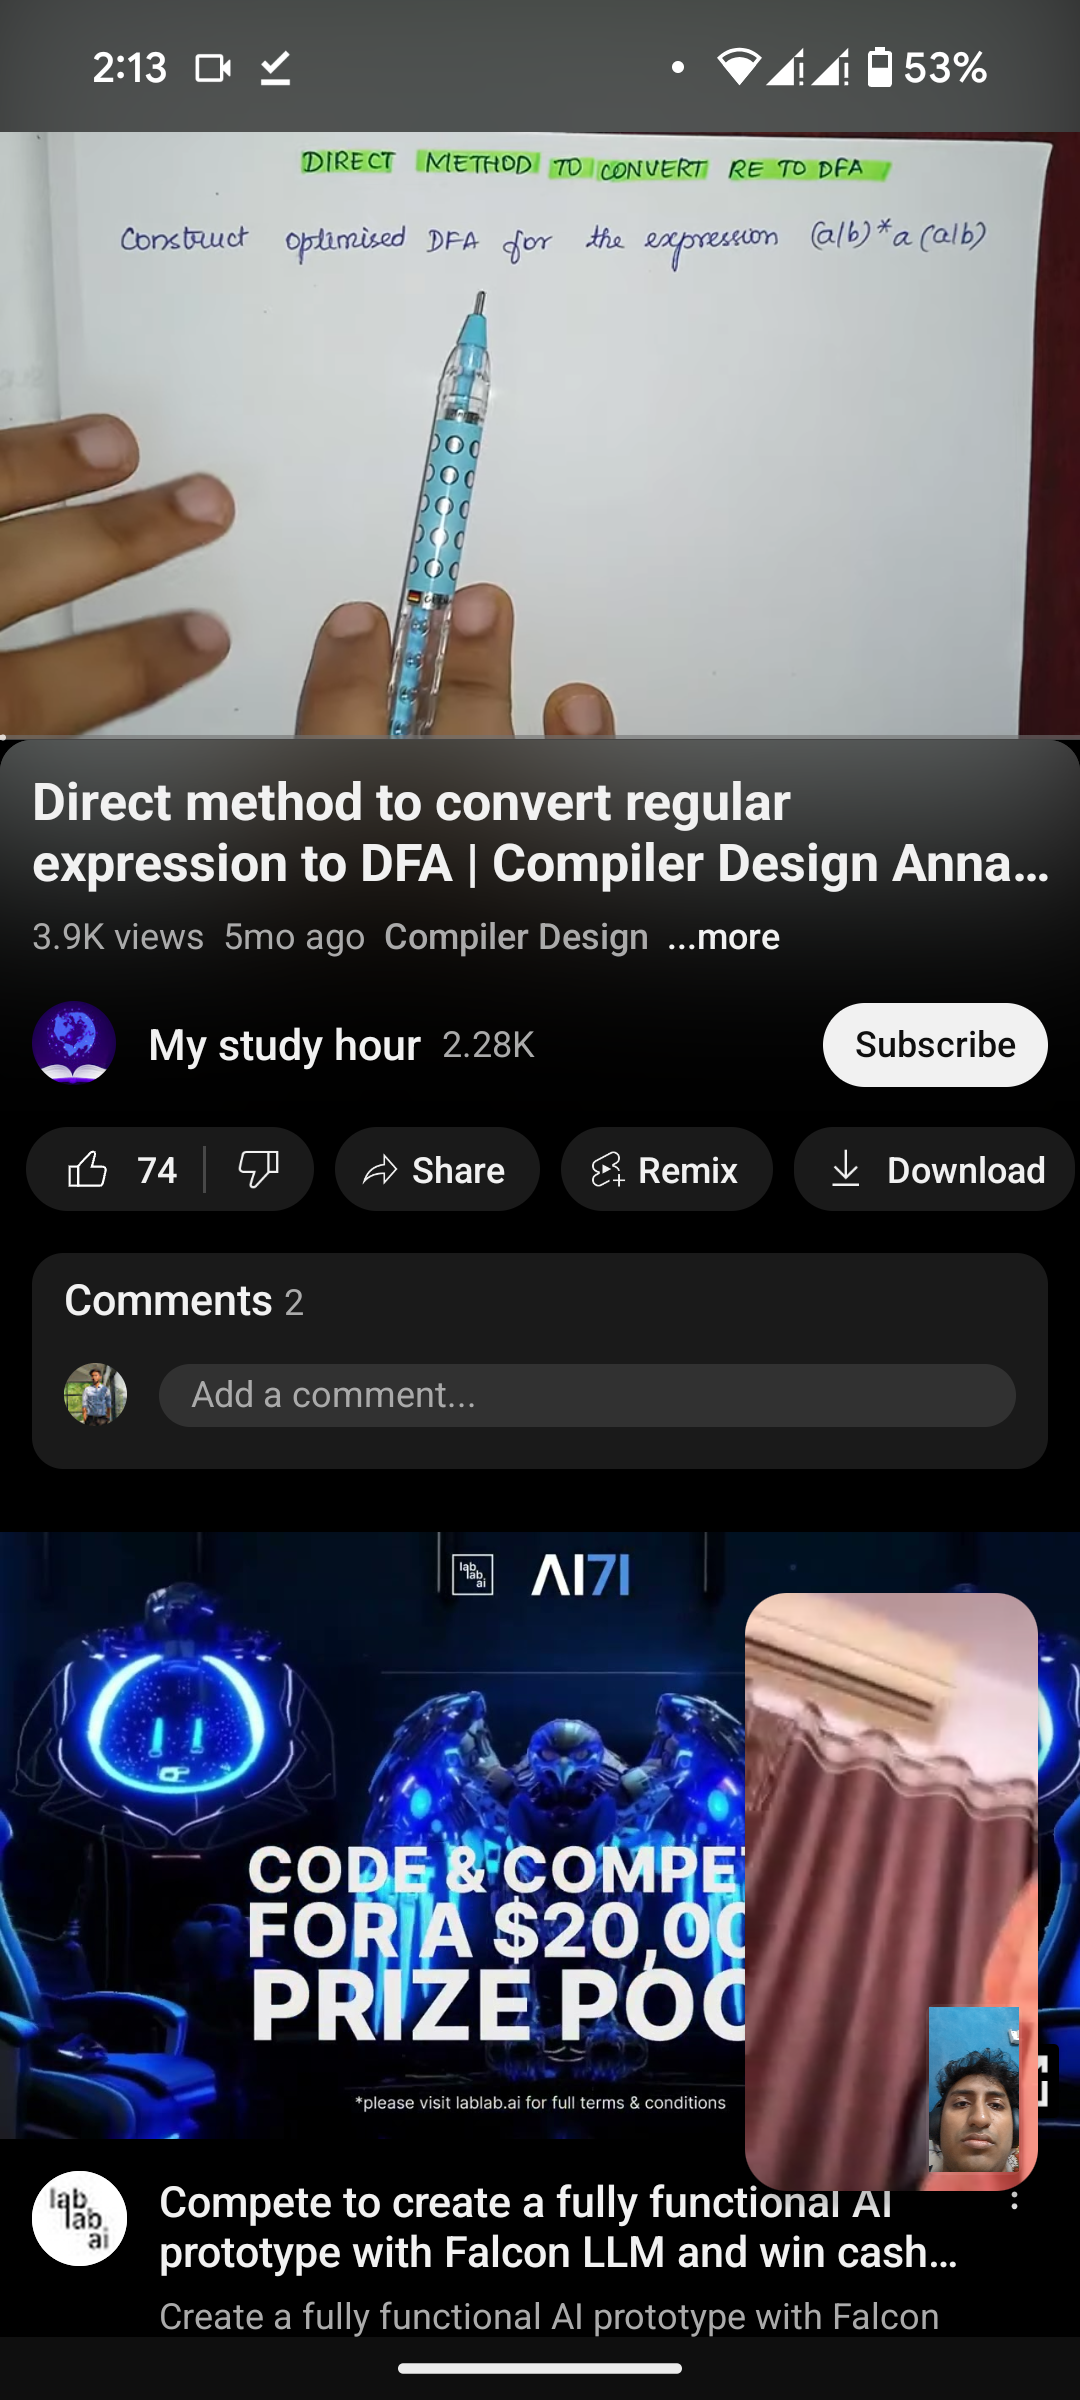 2:13
53%
DIRECT METHOD TO CONVERT RE TO DFA
Construct optimised DFA for the expression (a/b)*a(a/b)
Direct method to convert regular
expression to DFA | Compiler Design Anna...
3.9K views 5mo ago Compiler Design ...more
My study hour 2.28K
Subscribe
74
Share
Remix
Download
Comments 2
Add a comment...
lab lab ai
AI71
CODE & COMPE
FOR A $20,00
PRIZE POO
*please visit lablab.ai for full terms & conditions
lab lab ai
Compete to create a fully functional AI
prototype with Falcon LLM and win cash...
Create a fully functional AI prototype with Falcon